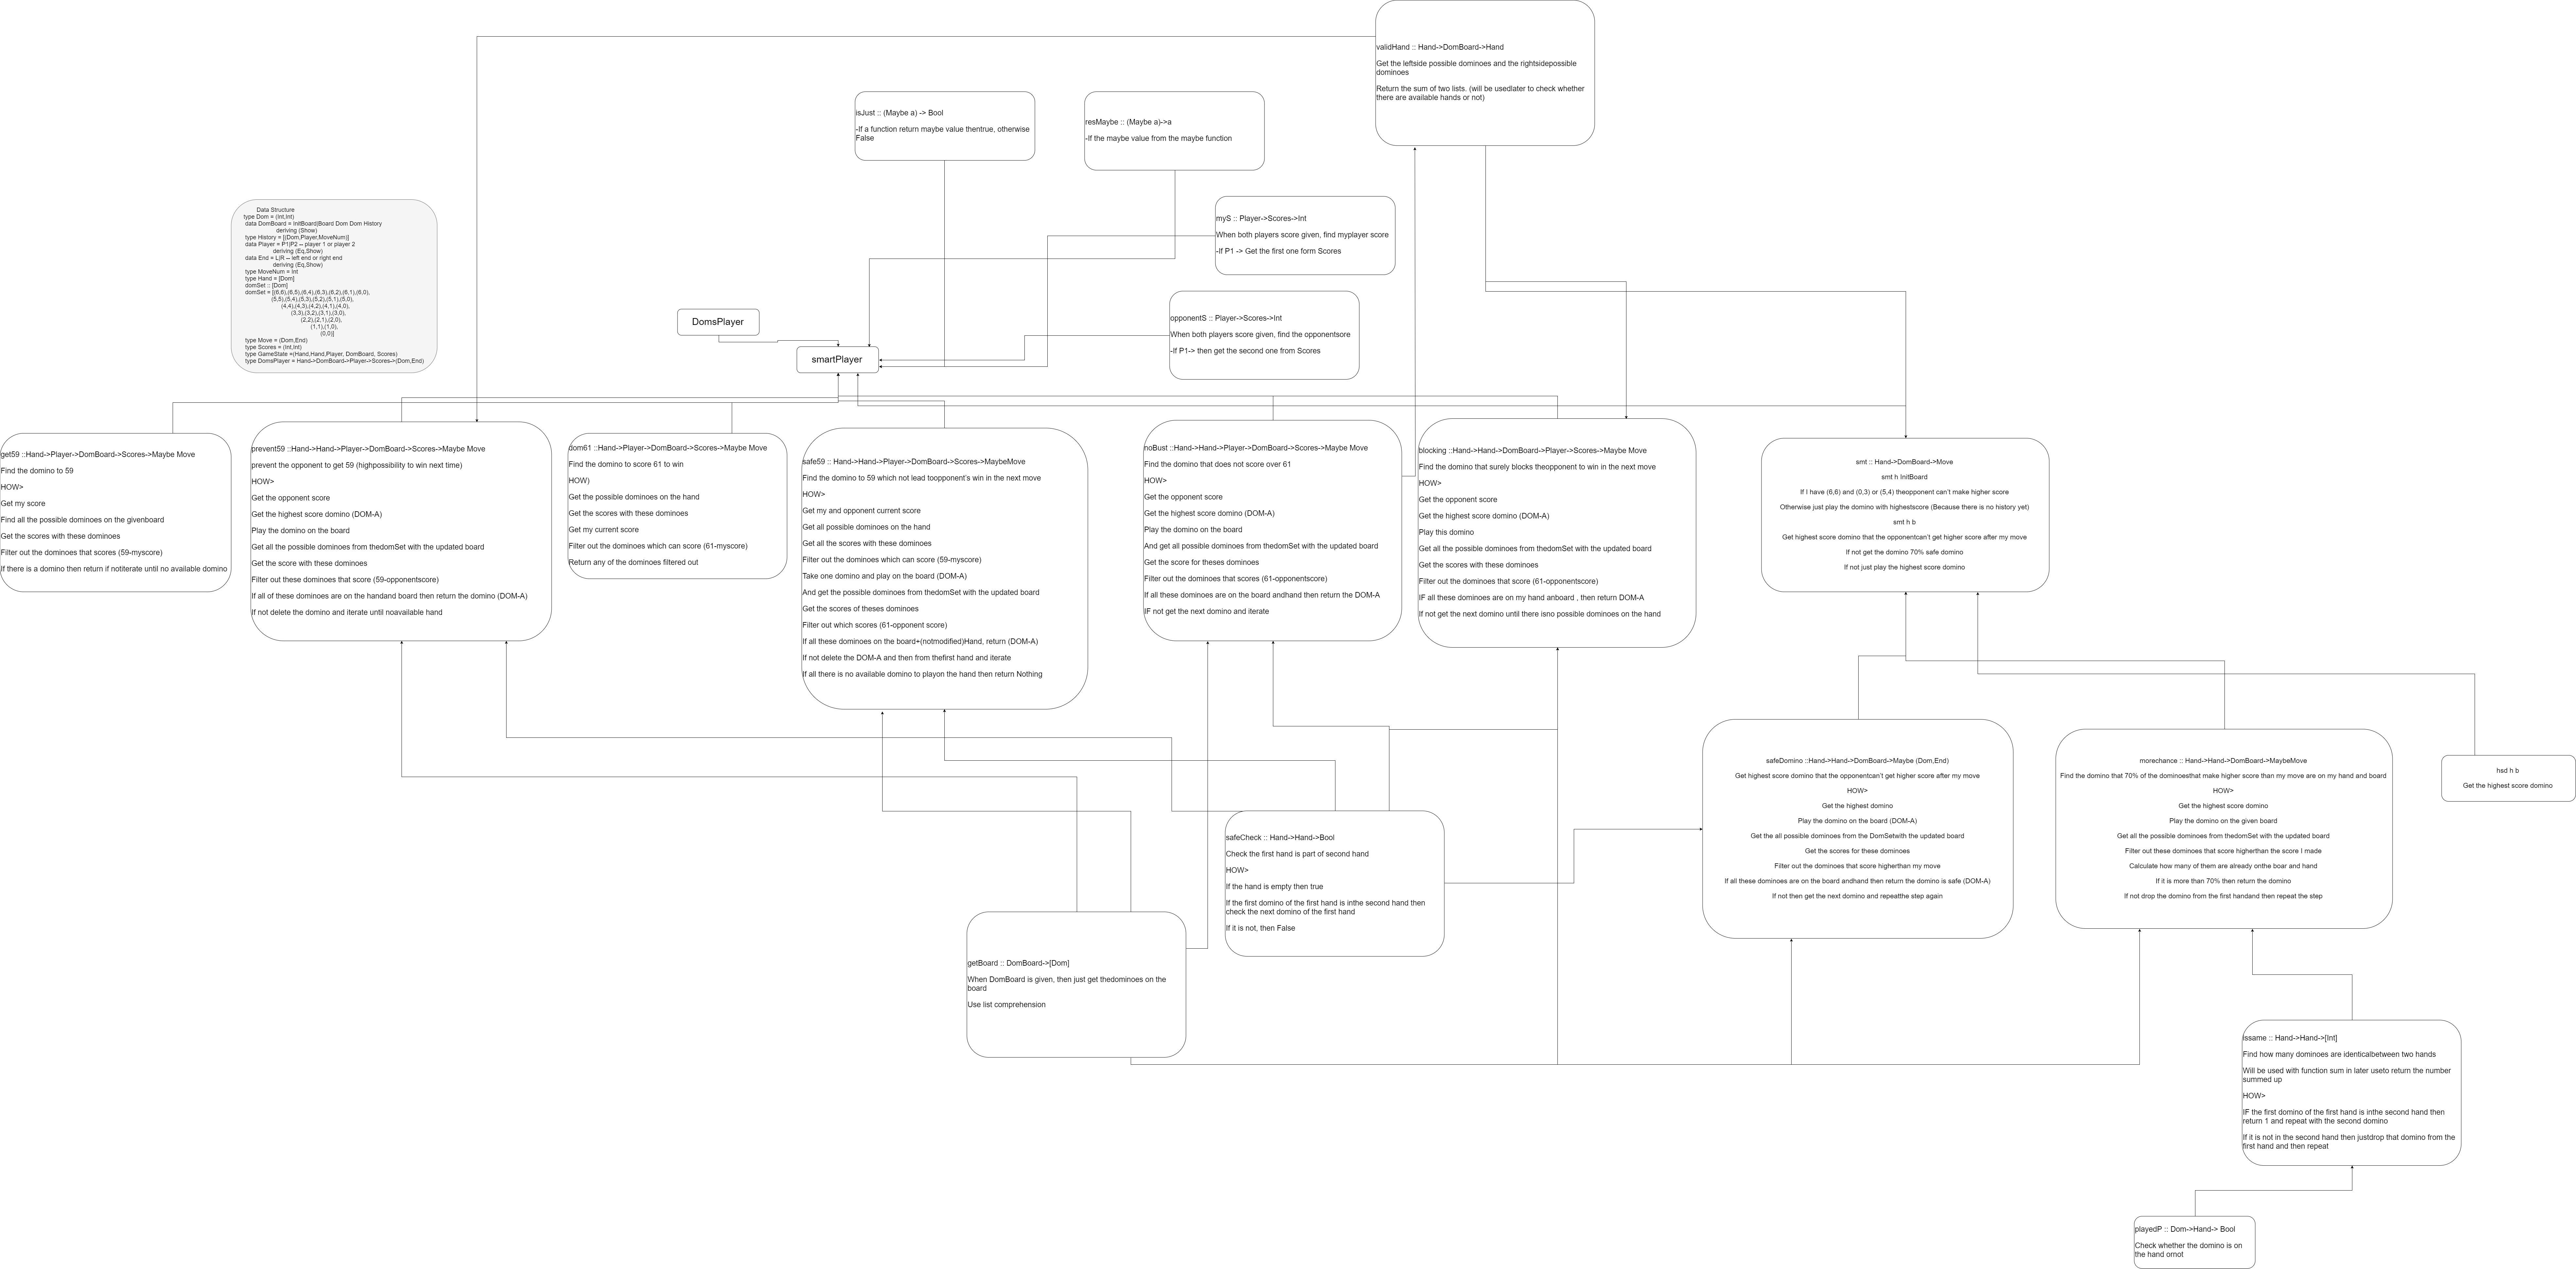 validHand :: Hand->DomBoard->Hand
Get the leftside possible dominoes and the rightsidepossible
dominoes
Return the sum of two lists. (will be usedlater to check whether
there are available hands or not)
isJust :: (Maybe a) -> Bool
-If a function return maybe value thentrue, otherwise
False
resMaybe :: (Maybe a)->a
-If the maybe value from the maybe function
myS :: Player->Scores->Int
When both players score given, find myplayer score
-If P1 -> Get the first one form Scores
Data Structure
type Dom = (Int,Int)
data DomBoard = InitBoard|Board Dom Dom History
deriving (Show)
type History = [(Dom,Player,MoveNum)]
data Player = P1|P2 -- player 1 or player 2
deriving (Eq,Show)
data End = L|R -- left end or right end
deriving (Eq,Show)
type MoveNum = Int
type Hand = [Dom]
domSet :: [Dom]
domSet = [(6,6),(6,5),(6,4),(6,3),(6,2),(6,1),(6,0),
(5,5),(5,4),(5,3),(5,2),(5,1),(5,0),
(4,4),(4,3),(4,2),(4,1),(4,0),
(3,3),(3,2),(3,1),(3,0),
(2,2),(2,1),(2,0),
(1,1),(1,0),
(0,0)]
type Move = (Dom,End)
type Scores = (Int,Int)
type GameState =(Hand,Hand,Player, DomBoard, Scores)
type DomsPlayer = Hand->DomBoard->Player->Scores->(Dom,End)
opponentS :: Player->Scores->Int
When both players score given, find the opponentsore
-If P1-> then get the second one from Scores
DomsPlayer
smartPlayer
get59 ::Hand->Player->DomBoard->Scores->Maybe Move
Find the domino to 59
HOW>
Get my score
Find all the possible dominoes on the givenboard
Get the scores with these dominoes
Filter out the dominoes that scores (59-myscore)
If there is a domino then return if notiterate until no available domino
prevent59 ::Hand->Hand->Player->DomBoard->Scores->Maybe Move
prevent the opponent to get 59 (highpossibility to win next time)
HOW>
Get the opponent score
Get the highest score domino (DOM-A)
Play the domino on the board
Get all the possible dominoes from thedomSet with the updated board
Get the score with these dominoes
Filter out these dominoes that score (59-opponentscore)
If all of these dominoes are on the handand board then return the domino (DOM-A)
If not delete the domino and iterate until noavailable hand
dom61 ::Hand->Player->DomBoard->Scores->Maybe Move
Find the domino to score 61 to win
HOW)
Get the possible dominoes on the hand
Get the scores with these dominoes
Get my current score
Filter out the dominoes which can score (61-myscore)
Return any of the dominoes filtered out
safe59 :: Hand->Hand->Player->DomBoard->Scores->MaybeMove
Find the domino to 59 which not lead toopponent's win in the next move
HOW>
Get my and opponent current score
Get all possible dominoes on the hand
Get all the scores with these dominoes
Filter out the dominoes which can score (59-myscore)
Take one domino and play on the board (DOM-A)
And get the possible dominoes from thedomSet with the updated board
Get the scores of theses dominoes
Filter out which scores (61-opponent score)
If all these dominoes on the board+(notmodified)Hand, return (DOM-A)
If not delete the DOM-A and then from thefirst hand and iterate
If all there is no available domino to playon the hand then return Nothing
noBust ::Hand->Hand->Player->DomBoard->Scores->Maybe Move
Find the domino that does not score over 61
HOW>
Get the opponent score
Get the highest score domino (DOM-A)
Play the domino on the board
And get all possible dominoes from thedomSet with the updated board
Get the score for theses dominoes
Filter out the dominoes that scores (61-opponentscore)
If all these dominoes are on the board andhand then return the DOM-A
IF not get the next domino and iterate
blocking ::Hand->Hand->DomBoard->Player->Scores->Maybe Move
Find the domino that surely blocks theopponent to win in the next move
HOW>
Get the opponent score
Get the highest score domino (DOM-A)
Play this domino
Get all the possible dominoes from thedomSet with the updated board
Get the scores with these dominoes
Filter out the dominoes that score (61-opponentscore)
IF all these dominoes are on my hand anboard , then return DOM-A
If not get the next domino until there isno possible dominoes on the hand
smt :: Hand->DomBoard->Move
smt h InitBoard
If I have (6,6) and (0,3) or (5,4) theopponent can't make higher score
Otherwise just play the domino with highestscore (Because there is no history yet)
smt h b
Get highest score domino that the opponentcan't get higher score after my move
If not get the domino 70% safe domino
If not just play the highest score domino
safeDomino ::Hand->Hand->DomBoard->Maybe (Dom,End)
Get highest score domino that the opponentcan't get higher score after my move
HOW>
Get the highest domino
Play the domino on the board (DOM-A)
Get the all possible dominoes from the DomSetwith the updated board
Get the scores for these dominoes
Filter out the dominoes that score higherthan my move
If all these dominoes are on the board andhand then return the domino is safe (DOM-A)
If not then get the next domino and repeatthe step again
morechance :: Hand->Hand->DomBoard->MaybeMove
Find the domino that 70% of the dominoesthat make higher score than my move are on my hand and board
HOW>
Get the highest score domino
Play the domino on the given board
Get all the possible dominoes from thedomSet with the updated board
Filter out these dominoes that score higherthan the score I made
Calculate how many of them are already onthe boar and hand
If it is more than 70% then return the domino
If not drop the domino from the first handand then repeat the step
hsd h b
Get the highest score domino
safeCheck :: Hand->Hand->Bool
Check the first hand is part of second hand
HOW>
If the hand is empty then true
If the first domino of the first hand is inthe second hand then
check the next domino of the first hand
If it is not, then False
getBoard :: DomBoard->[Dom]
When DomBoard is given, then just get thedominoes on the
board
Use list comprehension
issame :: Hand->Hand->[Int]
Find how many dominoes are identicalbetween two hands
Will be used with function sum in later useto return the number
summed up
HOW>
IF the first domino of the first hand is inthe second hand then
return 1 and repeat with the second domino
If it is not in the second hand then justdrop that domino from the
first hand and then repeat
playedP :: Dom->Hand-> Bool
Check whether the domino is on
the hand ornot